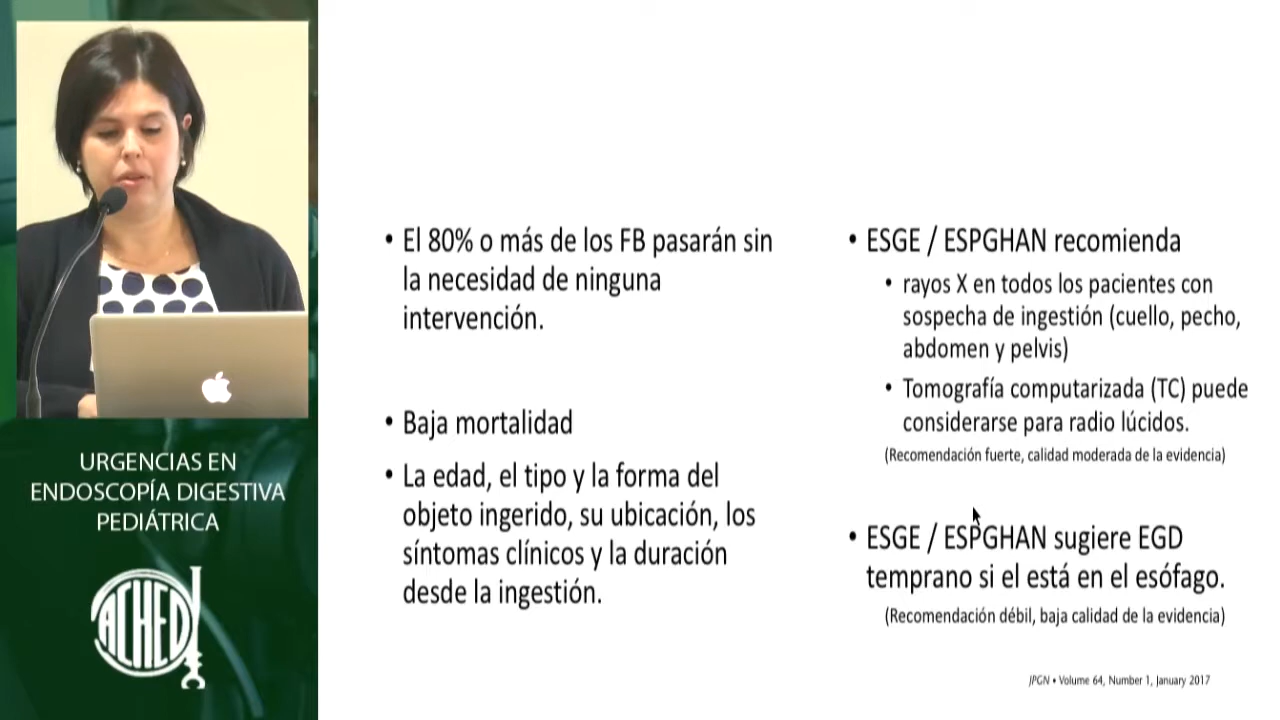 URGENCIAS EN
ENDOSCOPÍA DIGESTIVA
PEDIÁTRICA
ACHED
• El 80% o más de los FB pasarán sin
la necesidad de ninguna
intervención.
• Baja mortalidad
• La edad, el tipo y la forma del
objeto ingerido, su ubicación, los
síntomas clínicos y la duración
desde la ingestión.
• ESGE / ESPGHAN recomienda
• rayos X en todos los pacientes con
sospecha de ingestión (cuello, pecho,
abdomen y pelvis)
• Tomografía computarizada (TC) puede
considerarse para radio lúcidos.
(Recomendación fuerte, calidad moderada de la evidencia)
• ESGE / ESPGHAN sugiere EGD
temprano si el está en el esófago.
(Recomendación débil, baja calidad de la evidencia)
JPGN • Volume 64, Number 1, January 2017